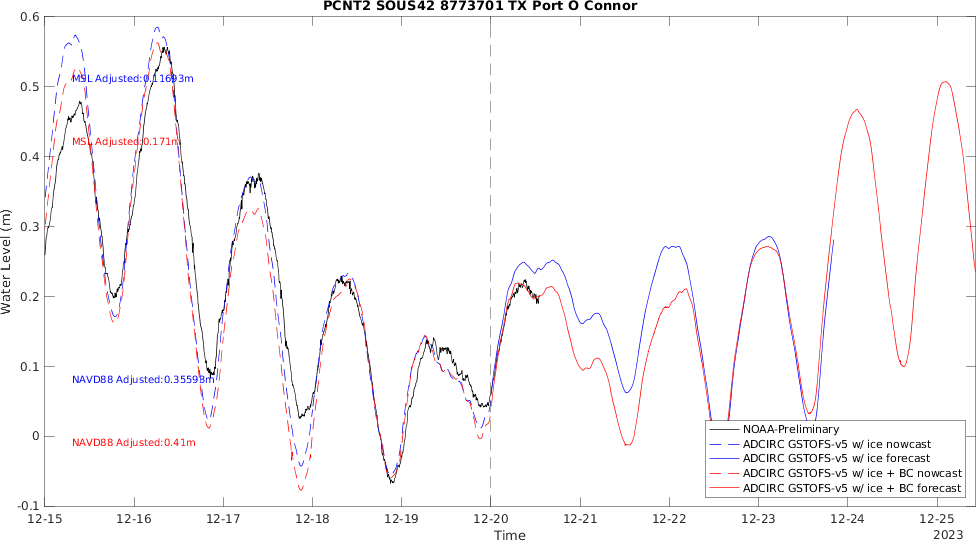 PCNT2 SOUS42 8773701 TX Port O Connor
0.6
0.5
0.4
0.3
0.2
0.1
0
-0.1
Water Level (m)
MSL Adjusted:0.11693m
MSL Adjusted:0.171m
NAVD88 Adjusted:0.35593m
NAVD88 Adjusted:0.41m
NOAA-Preliminary
ADCIRC GSTOFS-v5 w/ ice nowcast
ADCIRC GSTOFS-v5 w/ ice forecast
ADCIRC GSTOFS-v5 w/ ice + BC nowcast
ADCIRC GSTOFS-v5 w/ ice + BC forecast
12-15 12-16 12-17 12-18 12-19 12-20 12-21 12-22 12-23 12-24 12-25
Time
2023